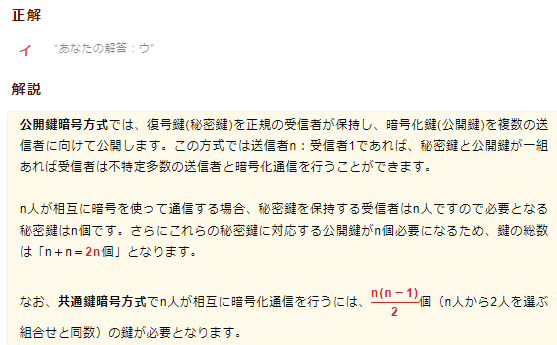 正解
イ "あなたの解答：ウ"
解説
公開鍵暗号方式では、復号鍵(秘密鍵)を正規の受信者が保持し、暗号化鍵(公開鍵)を複数の送
信者に向けて公開します。この方式では送信者n：受信者1であれば、秘密鍵と公開鍵が一組
あれば受信者は不特定多数の送信者と暗号化通信を行うことができます。
n人が相互に暗号を使って通信する場合、秘密鍵を保持する受信者はn人ですので必要となる
秘密鍵はn個です。さらにこれらの秘密鍵に対応する公開鍵がn個必要になるため、鍵の総数
は「n＋n＝2n個」となります。
なお、共通鍵暗号方式でn人が相互に暗号化通信を行うには、n(n－1)/2個（n人から2人を選ぶ
組合せと同数）の鍵が必要となります。